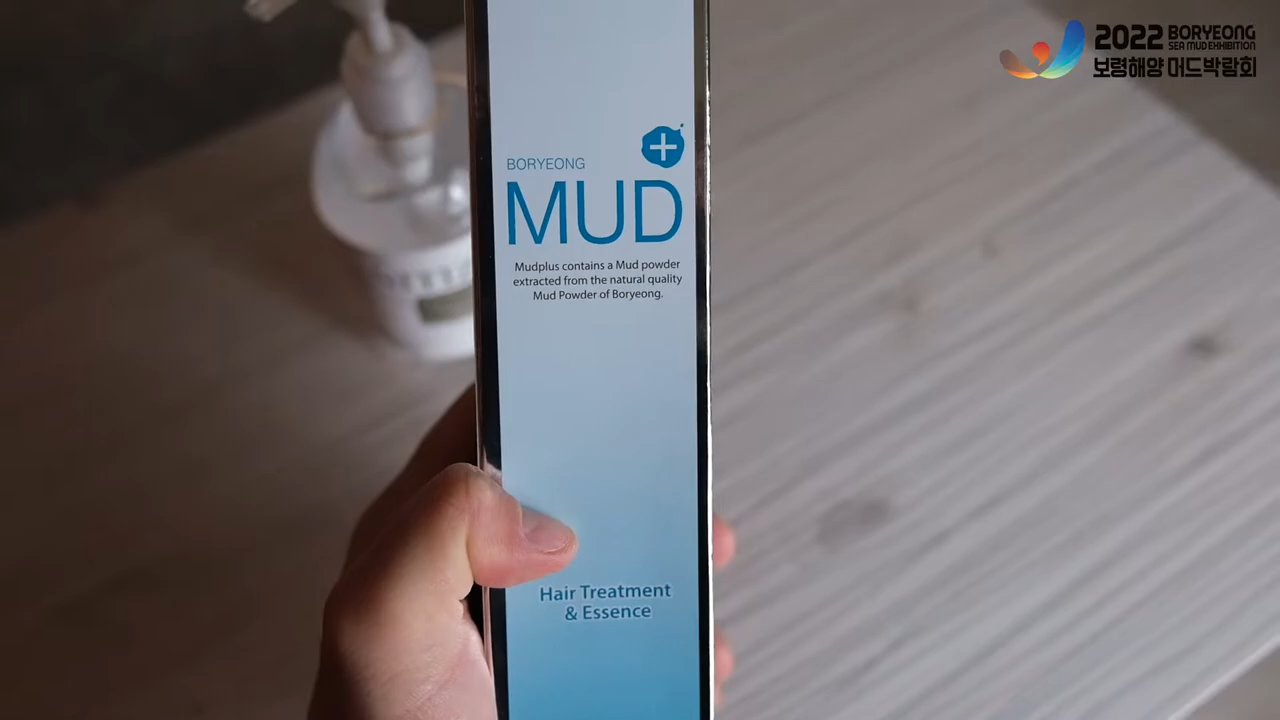 2022 BORYEONG
SEA MUD EXHIBITION
보령해양 머드박람회
BORYEONG
MUD
Mudplus contains a Mud powder
extracted from the natural quality
Mud Powder of Boryeong.
Hair Treatment
& Essence